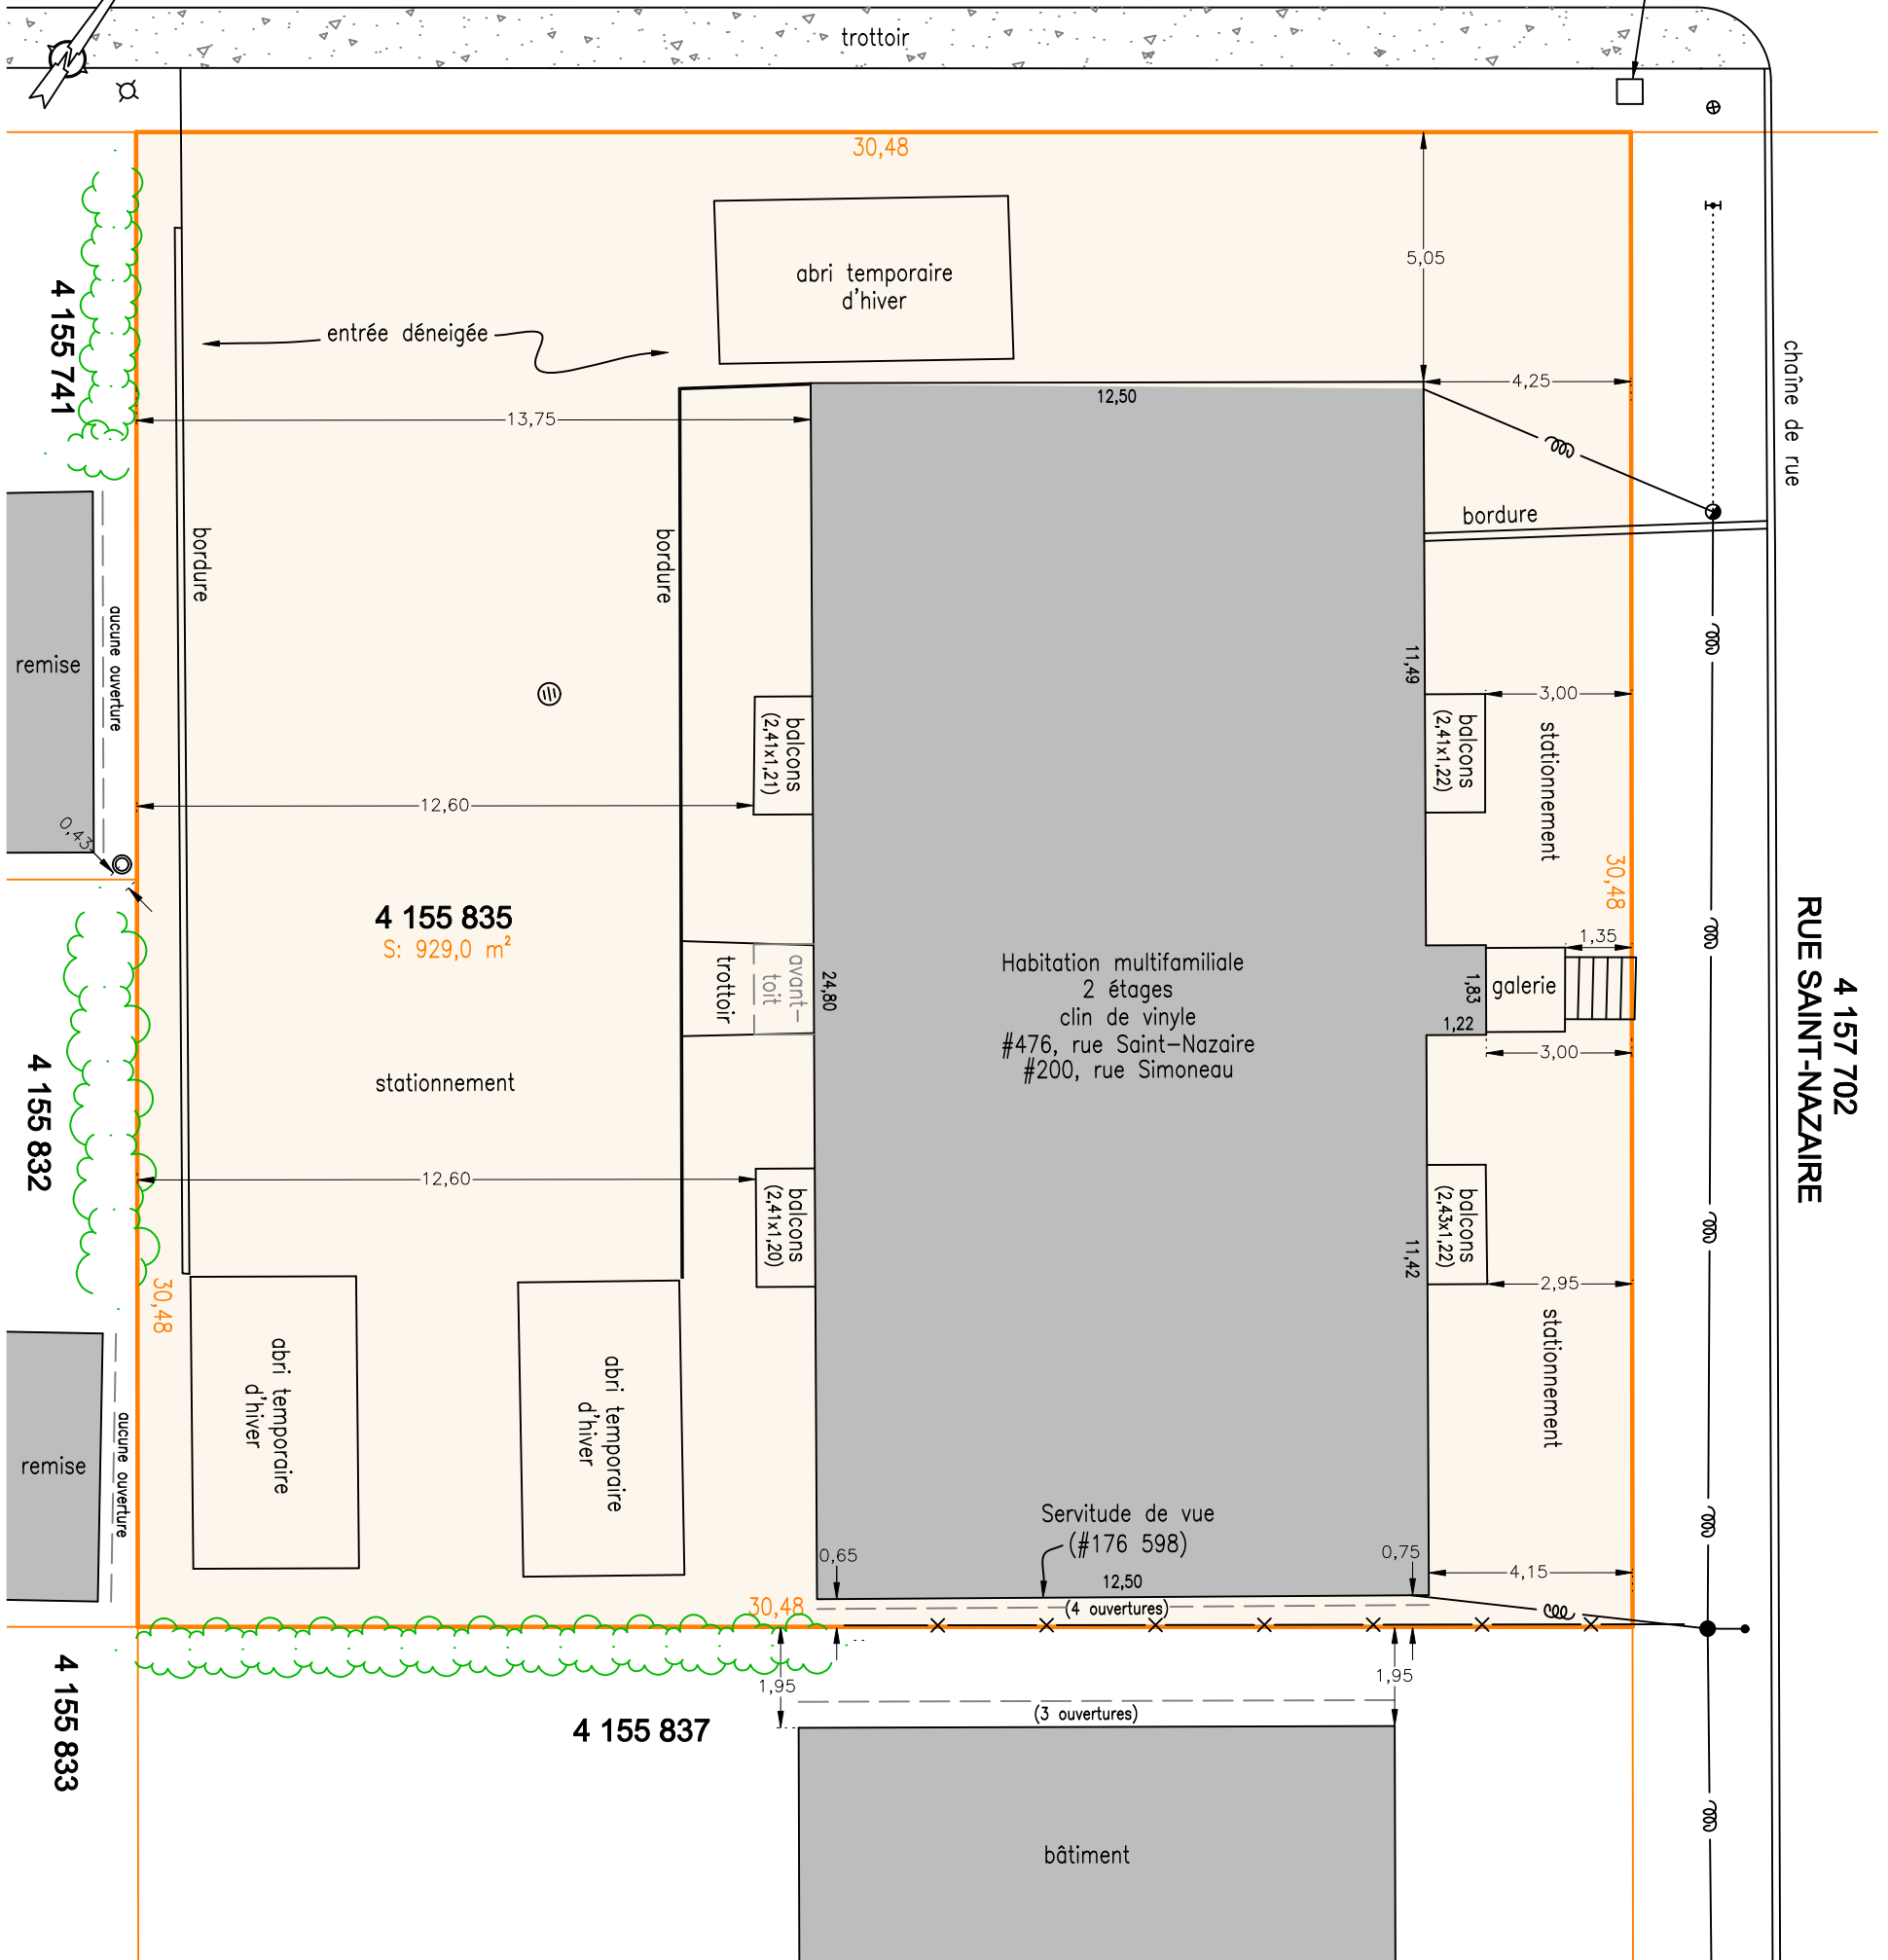 trottoir
30,48
abri temporaire
d'hiver
5,05
entrée déneigée
4,25
12,50
13,75
chaîne de rue
4 155 741
bordure
bordure
bordure
aucune ouverture
remise
11,49
3,00
balcons
(2,41x1,21)
balcons
(2,41x1,22)
stationnement
12,60
0,43
30,48
4 155 835
S: 929,0 m²
1,35
avant-
toit
trottoir
24,80
Habitation multifamiliale
2 étages
clin de vinyle
#476, rue Saint-Nazaire
#200, rue Simoneau
1,83
1,22
galerie
3,00
4 157 702
RUE SAINT-NAZAIRE
4 155 832
stationnement
12,60
balcons
(2,41x1,20)
balcons
(2,43x1,22)
11,42
2,95
30,48
stationnement
abri temporaire
d'hiver
abri temporaire
d'hiver
aucune ouverture
remise
Servitude de vue
(#176 598)
0,65
0,75
12,50
4,15
30,48
(4 ouvertures)
1,95
1,95
4 155 833
4 155 837
(3 ouvertures)
bâtiment